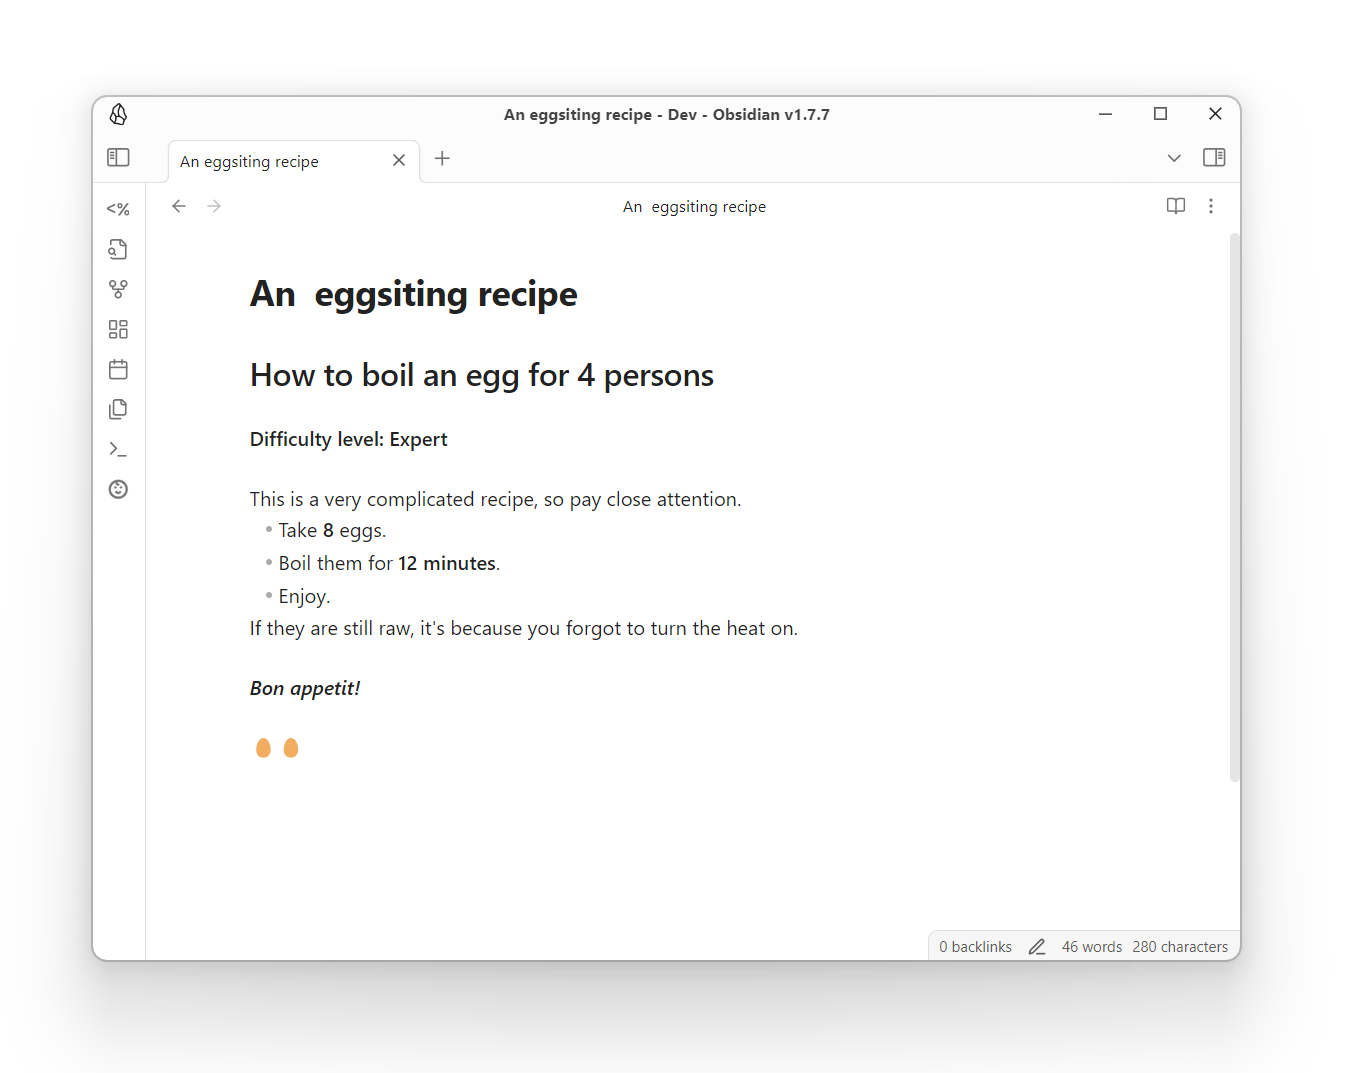 An eggsiting recipe - Dev - Obsidian v1.7.7
An eggsiting recipe
<%
An  eggsiting recipe
An  eggsiting recipe
How to boil an egg for 4 persons
Difficulty level: Expert
This is a very complicated recipe, so pay close attention.
• Take 8 eggs.
• Boil them for 12 minutes.
• Enjoy.
If they are still raw, it's because you forgot to turn the heat on.
Bon appetit!
0 backlinks 46 words 280 characters